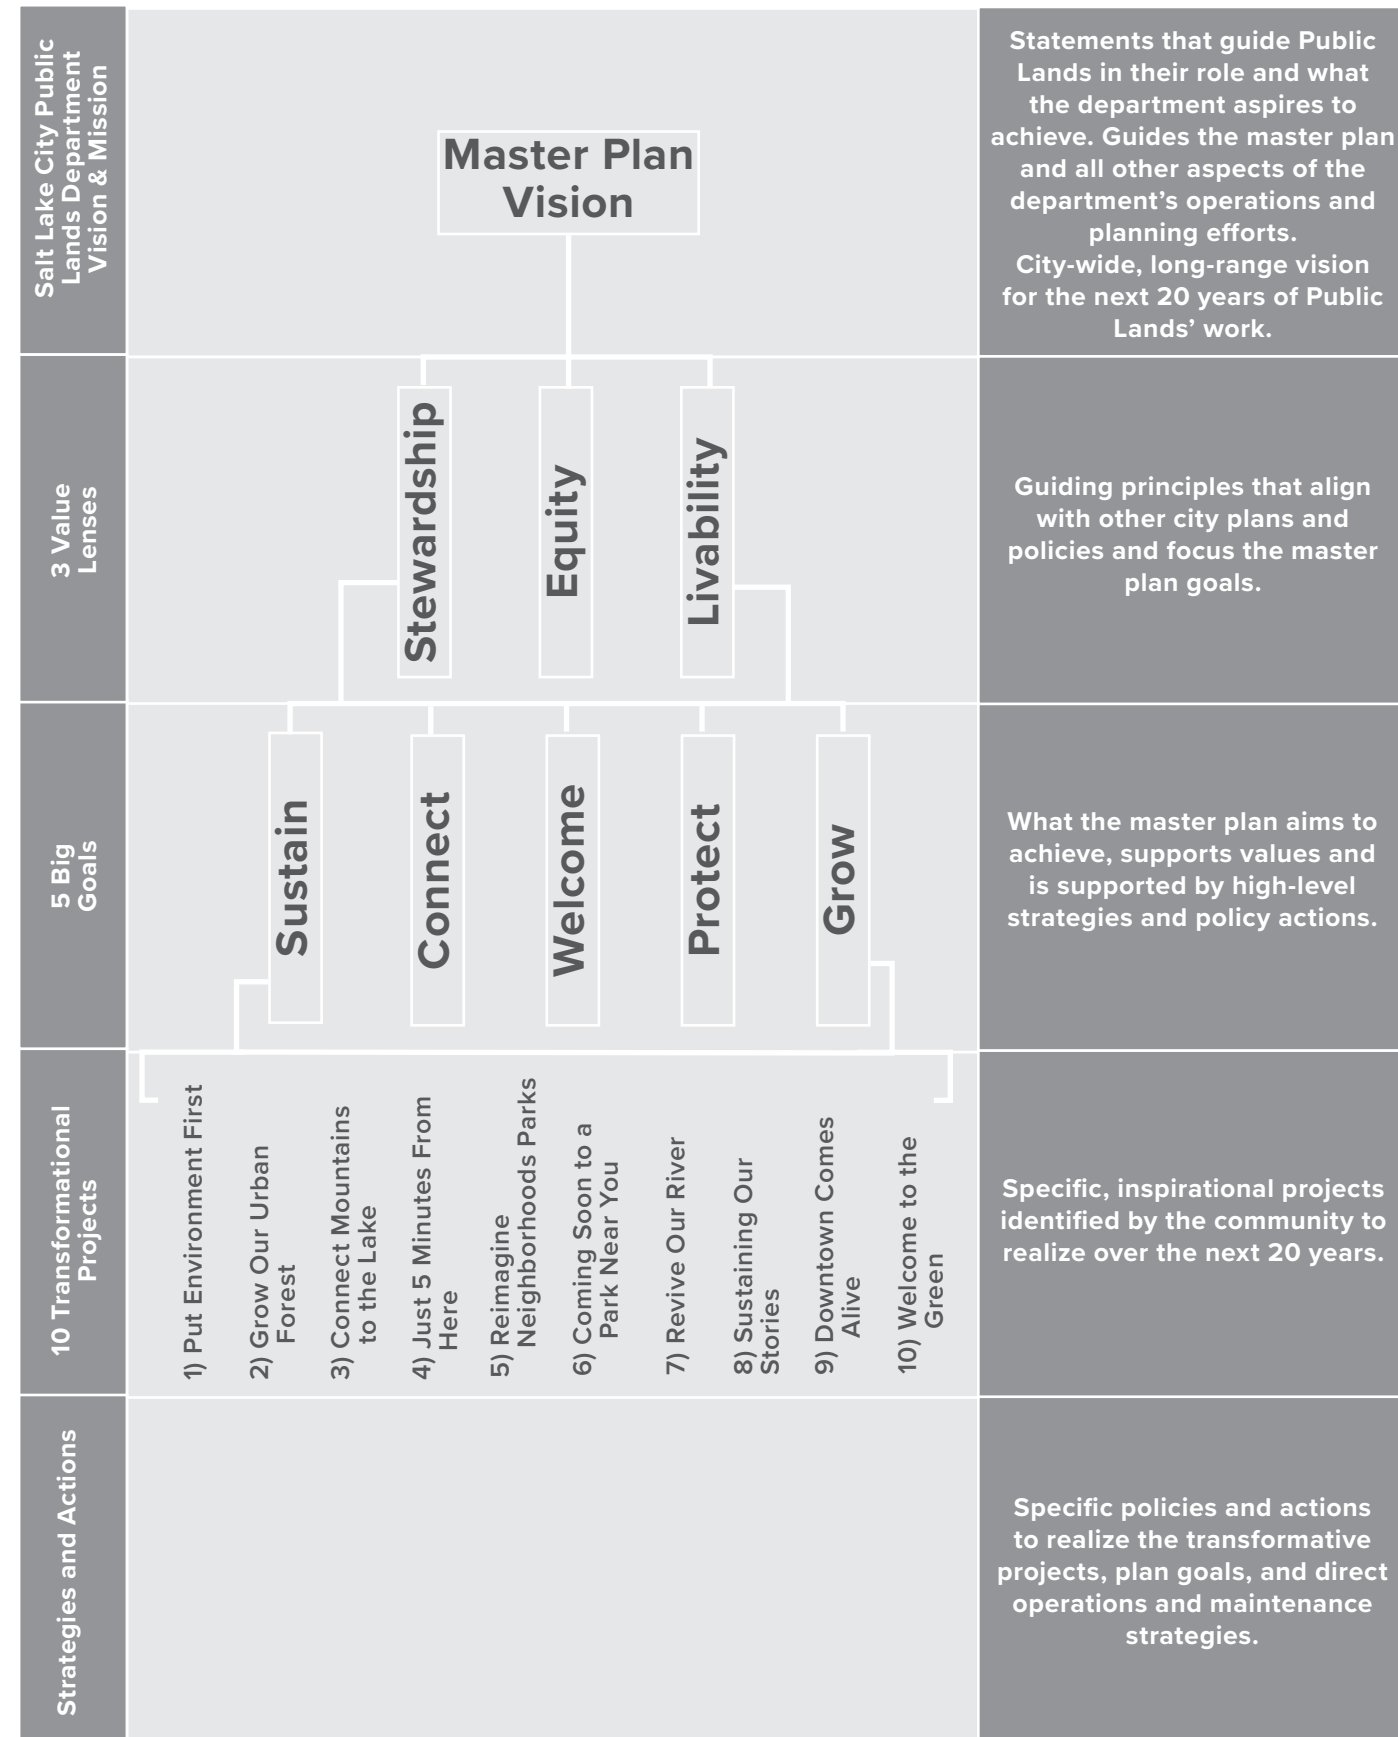 Salt Lake City Public
Lands Department
Vision & Mission
Master Plan
Vision
Statements that guide Public
Lands in their role and what
the department aspires to
achieve. Guides the master plan
and all other aspects of the
department's operations and
planning efforts.
City-wide, long-range vision
for the next 20 years of Public
Lands' work.
3 Value
Lenses
Stewardship
Equity
Livability
Guiding principles that align
with other city plans and
policies and focus the master
plan goals.
5 Big
Goals
Sustain
Connect
Welcome
Protect
Grow
What the master plan aims to
achieve, supports values and
is supported by high-level
strategies and policy actions.
10 Transformational
Projects
1) Put Environment First
2) Grow Our Urban
Forest
3) Connect Mountains
to the Lake
4) Just 5 Minutes From
Here
5) Reimagine
Neighborhoods Parks
6) Coming Soon to a
Park Near You
7) Revive Our River
8) Sustaining Our
Stories
9) Downtown Comes
Alive
10) Welcome to the
Green
Specific, inspirational projects
identified by the community to
realize over the next 20 years.
Strategies and Actions
Specific policies and actions
to realize the transformative
projects, plan goals, and direct
operations and maintenance
strategies.